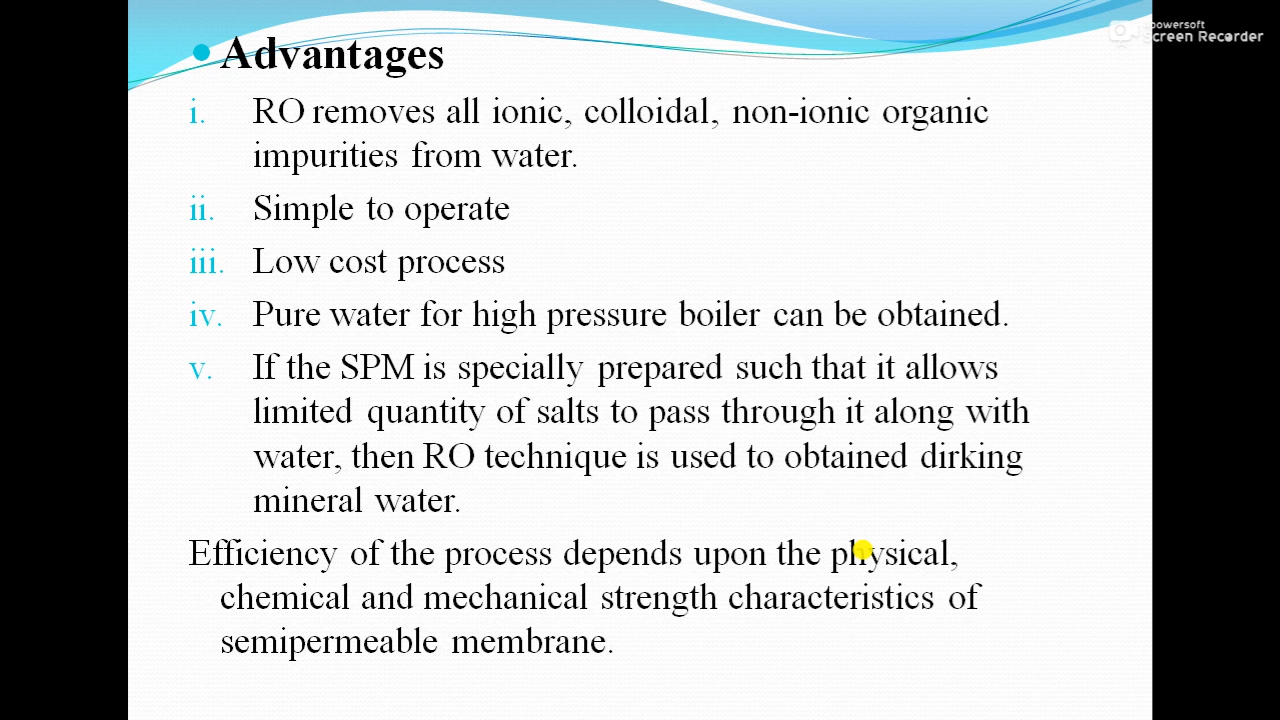 • Advantages
i. RO removes all ionic, colloidal, non-ionic organic
impurities from water.
ii. Simple to operate
iii. Low cost process
iv. Pure water for high pressure boiler can be obtained.
v. If the SPM is specially prepared such that it allows
limited quantity of salts to pass through it along with
water, then RO technique is used to obtained dirking
mineral water.
Efficiency of the process depends upon the physical,
chemical and mechanical strength characteristics of
semipermeable membrane.
apowersoft
Screen Recorder